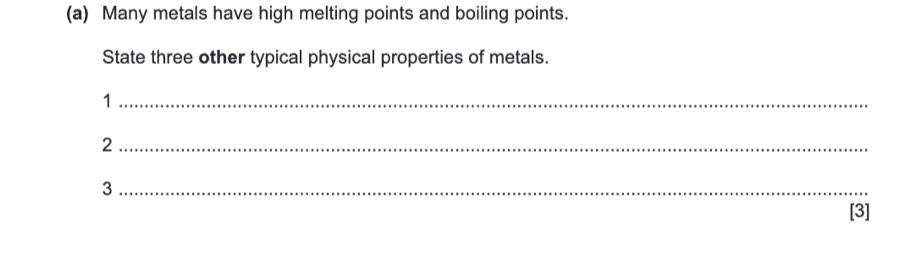 (a) Many metals have high melting points and boiling points.
State three other typical physical properties of metals.
1 ................................................................................................................................................
2 ................................................................................................................................................
3 ................................................................................................................................................
[3]